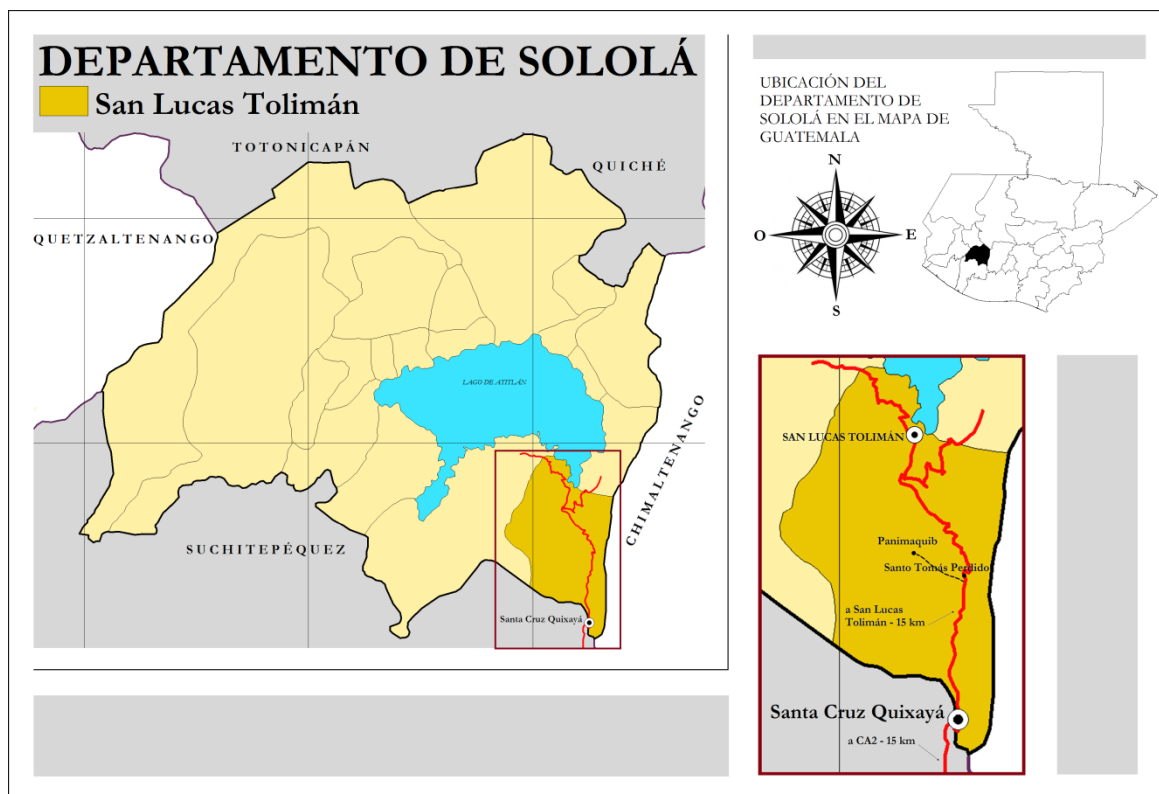 DEPARTAMENTO DE SOLOLÁ
San Lucas Tolimán
TOTONICAPÁN
QUICHÉ
QUETZALTENANGO
LAGO DE ATITLÁN
CHIMALTENANGO
SUCHITEPÉQUEZ
Santa Cruz Quixayá
UBICACIÓN DEL
DEPARTAMENTO DE
SOLOLÁ EN EL MAPA DE
GUATEMALA
N
O
E
S
SAN LUCAS TOLIMÁN
Panimaquib
Santo Tomás Perdido
a San Lucas
Tolimán - 15 km
Santa Cruz Quixayá
a CA2 - 15 km